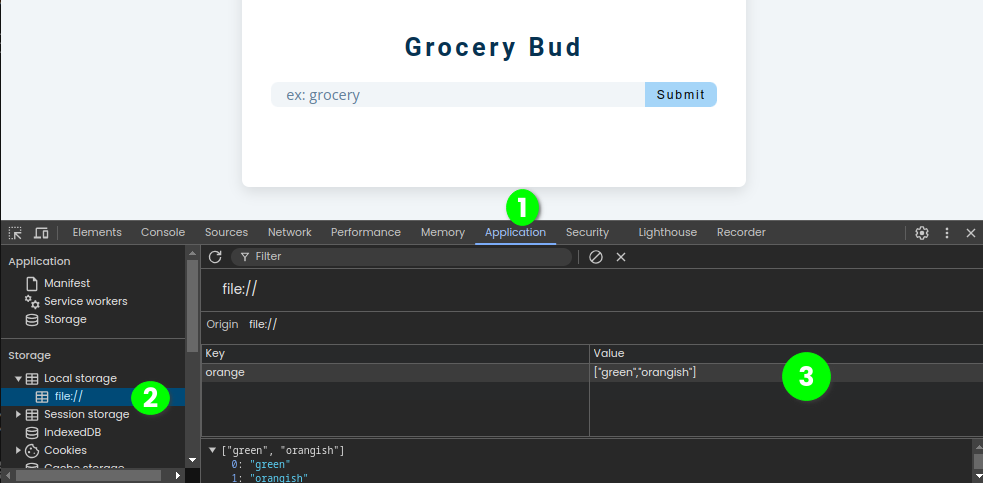 Grocery Bud
ex: grocery Submit
1
Elements Console Sources Network Performance Memory Application Security Lighthouse Recorder
Application
Manifest
Service workers
Storage
Storage
Local storage
file://
2
Session storage
IndexedDB
Cookies
Cache storage
Filter
file://
Origin file://
Key Value
orange ["green","orangish"]
3
["green", "orangish"]
0: "green"
1: "orangish"